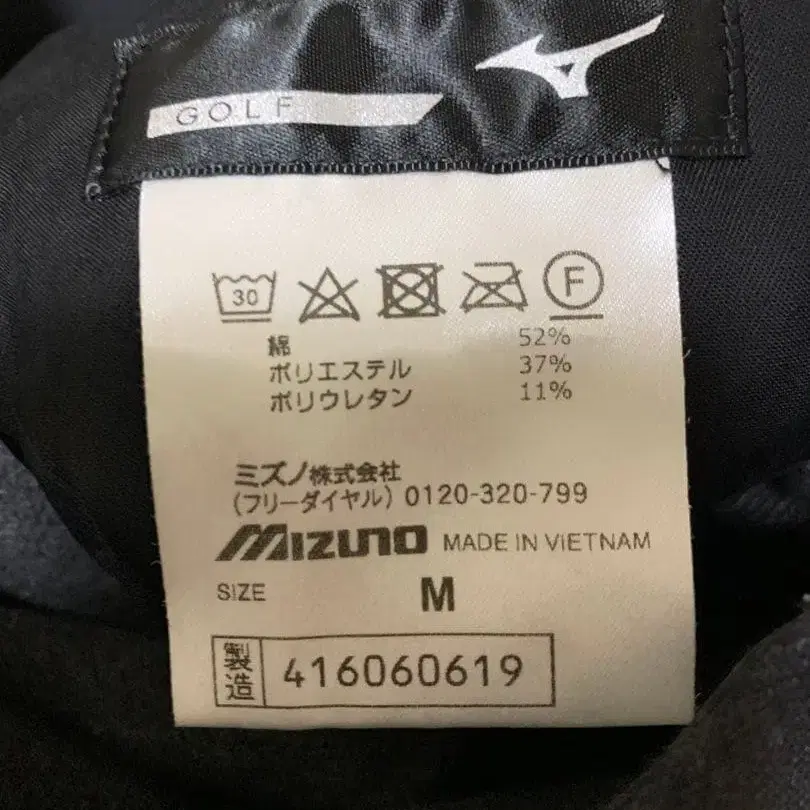 GOLF
30
F
綿 52%
ポリエステル 37%
ポリウレタン 11%
ミズノ株式会社
(フリーダイヤル) 0120-320-799
MIZUNO MADE IN VIETNAM
SIZE M
製造 416060619